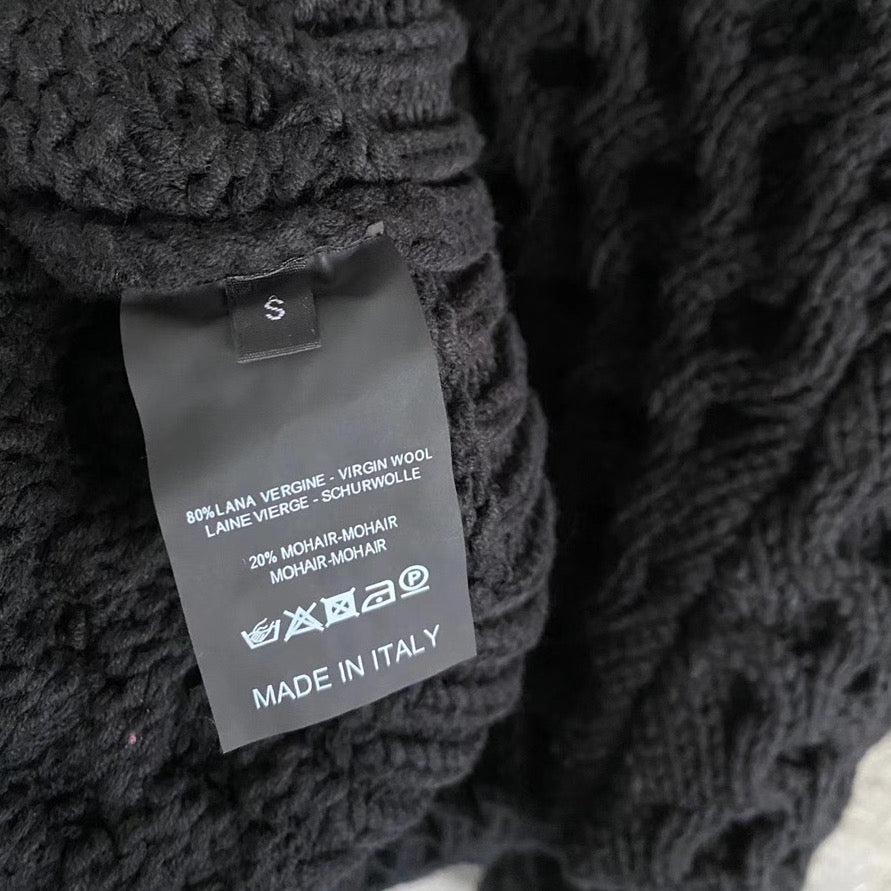 S
80%LANA VERGINE - VIRGIN WOOL
LAINE VIERGE - SCHURWOLLE
20% MOHAIR-MOHAIR
MOHAIR-MOHAIR
P
MADE IN ITALY